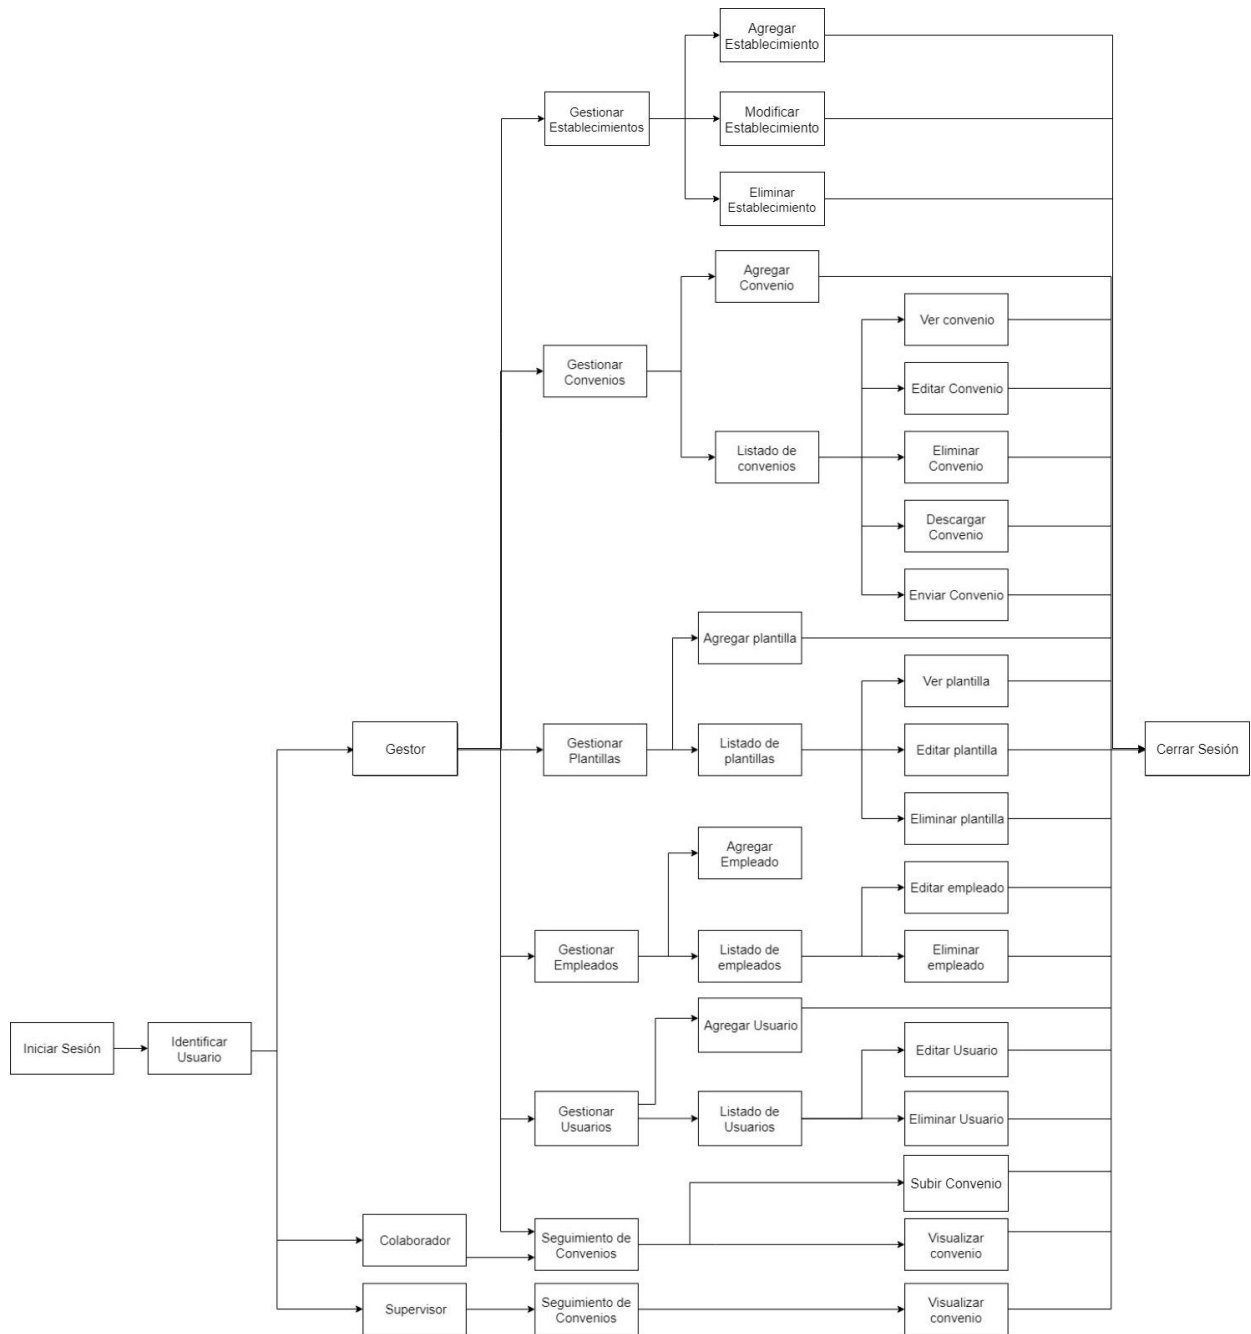 Agregar
Establecimiento
Gestionar
Establecimientos
Modificar
Establecimiento
Eliminar
Establecimiento
Agregar
Convenio
Ver convenio
Gestionar
Convenios
Editar Convenio
Listado de
convenios
Eliminar
Convenio
Descargar
Convenio
Enviar Convenio
Agregar plantilla
Ver plantilla
Gestor
Gestionar
Plantillas
Listado de
plantillas
Editar plantilla
Cerrar Sesión
Eliminar plantilla
Agregar
Empleado
Editar empleado
Gestionar
Empleados
Listado de
empleados
Eliminar
empleado
Agregar Usuario
Iniciar Sesión
Identificar
Usuario
Editar Usuario
Gestionar
Usuarios
Listado de
Usuarios
Eliminar Usuario
Subir Convenio
Colaborador
Seguimiento de
Convenios
Visualizar
convenio
Supervisor
Seguimiento de
Convenios
Visualizar
convenio